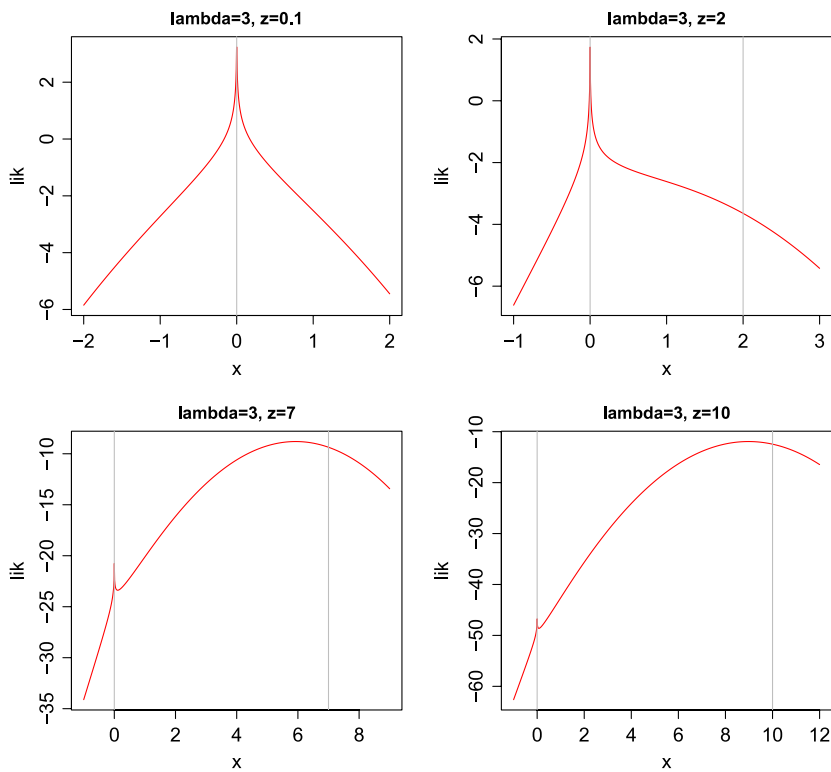 lambda=3, z=0.1
lik
2
0
−2
−4
−6
−2 −1 0 1 2
x
lambda=3, z=2
lik
2
0
−2
−4
−6
−1 0 1 2 3
x
lambda=3, z=7
lik
−10
−15
−20
−25
−30
−35
0 2 4 6 8
x
lambda=3, z=10
lik
−10
−20
−30
−40
−50
−60
0 2 4 6 8 10 12
x